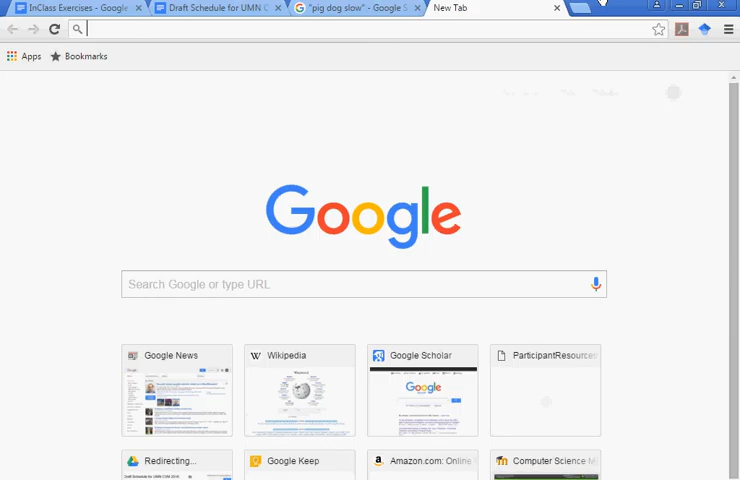 InClass Exercises - Google
Draft Schedule for UMN C
"pig dog slow" - Google S
New Tab
Apps
Bookmarks
Google
Search Google or type URL
Google News
Wikipedia
Google Scholar
ParticipantResources
Redirecting...
Google Keep
Amazon.com: Online
Computer Science M